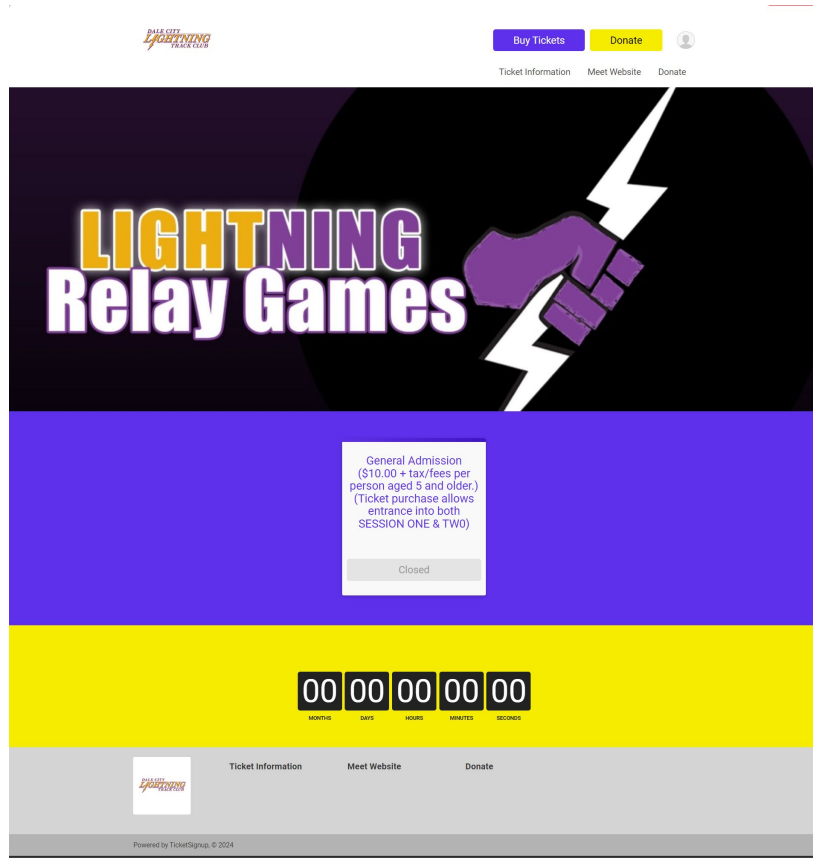 DALE CITY
LIGHTNING
TRACK CLUB
Buy Tickets
Donate
Ticket Information
Meet Website
Donate
LIGHTNING
Relay Games
General Admission
($10.00 + tax/fees per
person aged 5 and older.)
(Ticket purchase allows
entrance into both
SESSION ONE & TW0)
Closed
00 00 00 00 00
MONTHS DAYS HOURS MINUTES SECONDS
DALE CITY
LIGHTNING
TRACK CLUB
Ticket Information
Meet Website
Donate
Powered by TicketSignup, © 2024